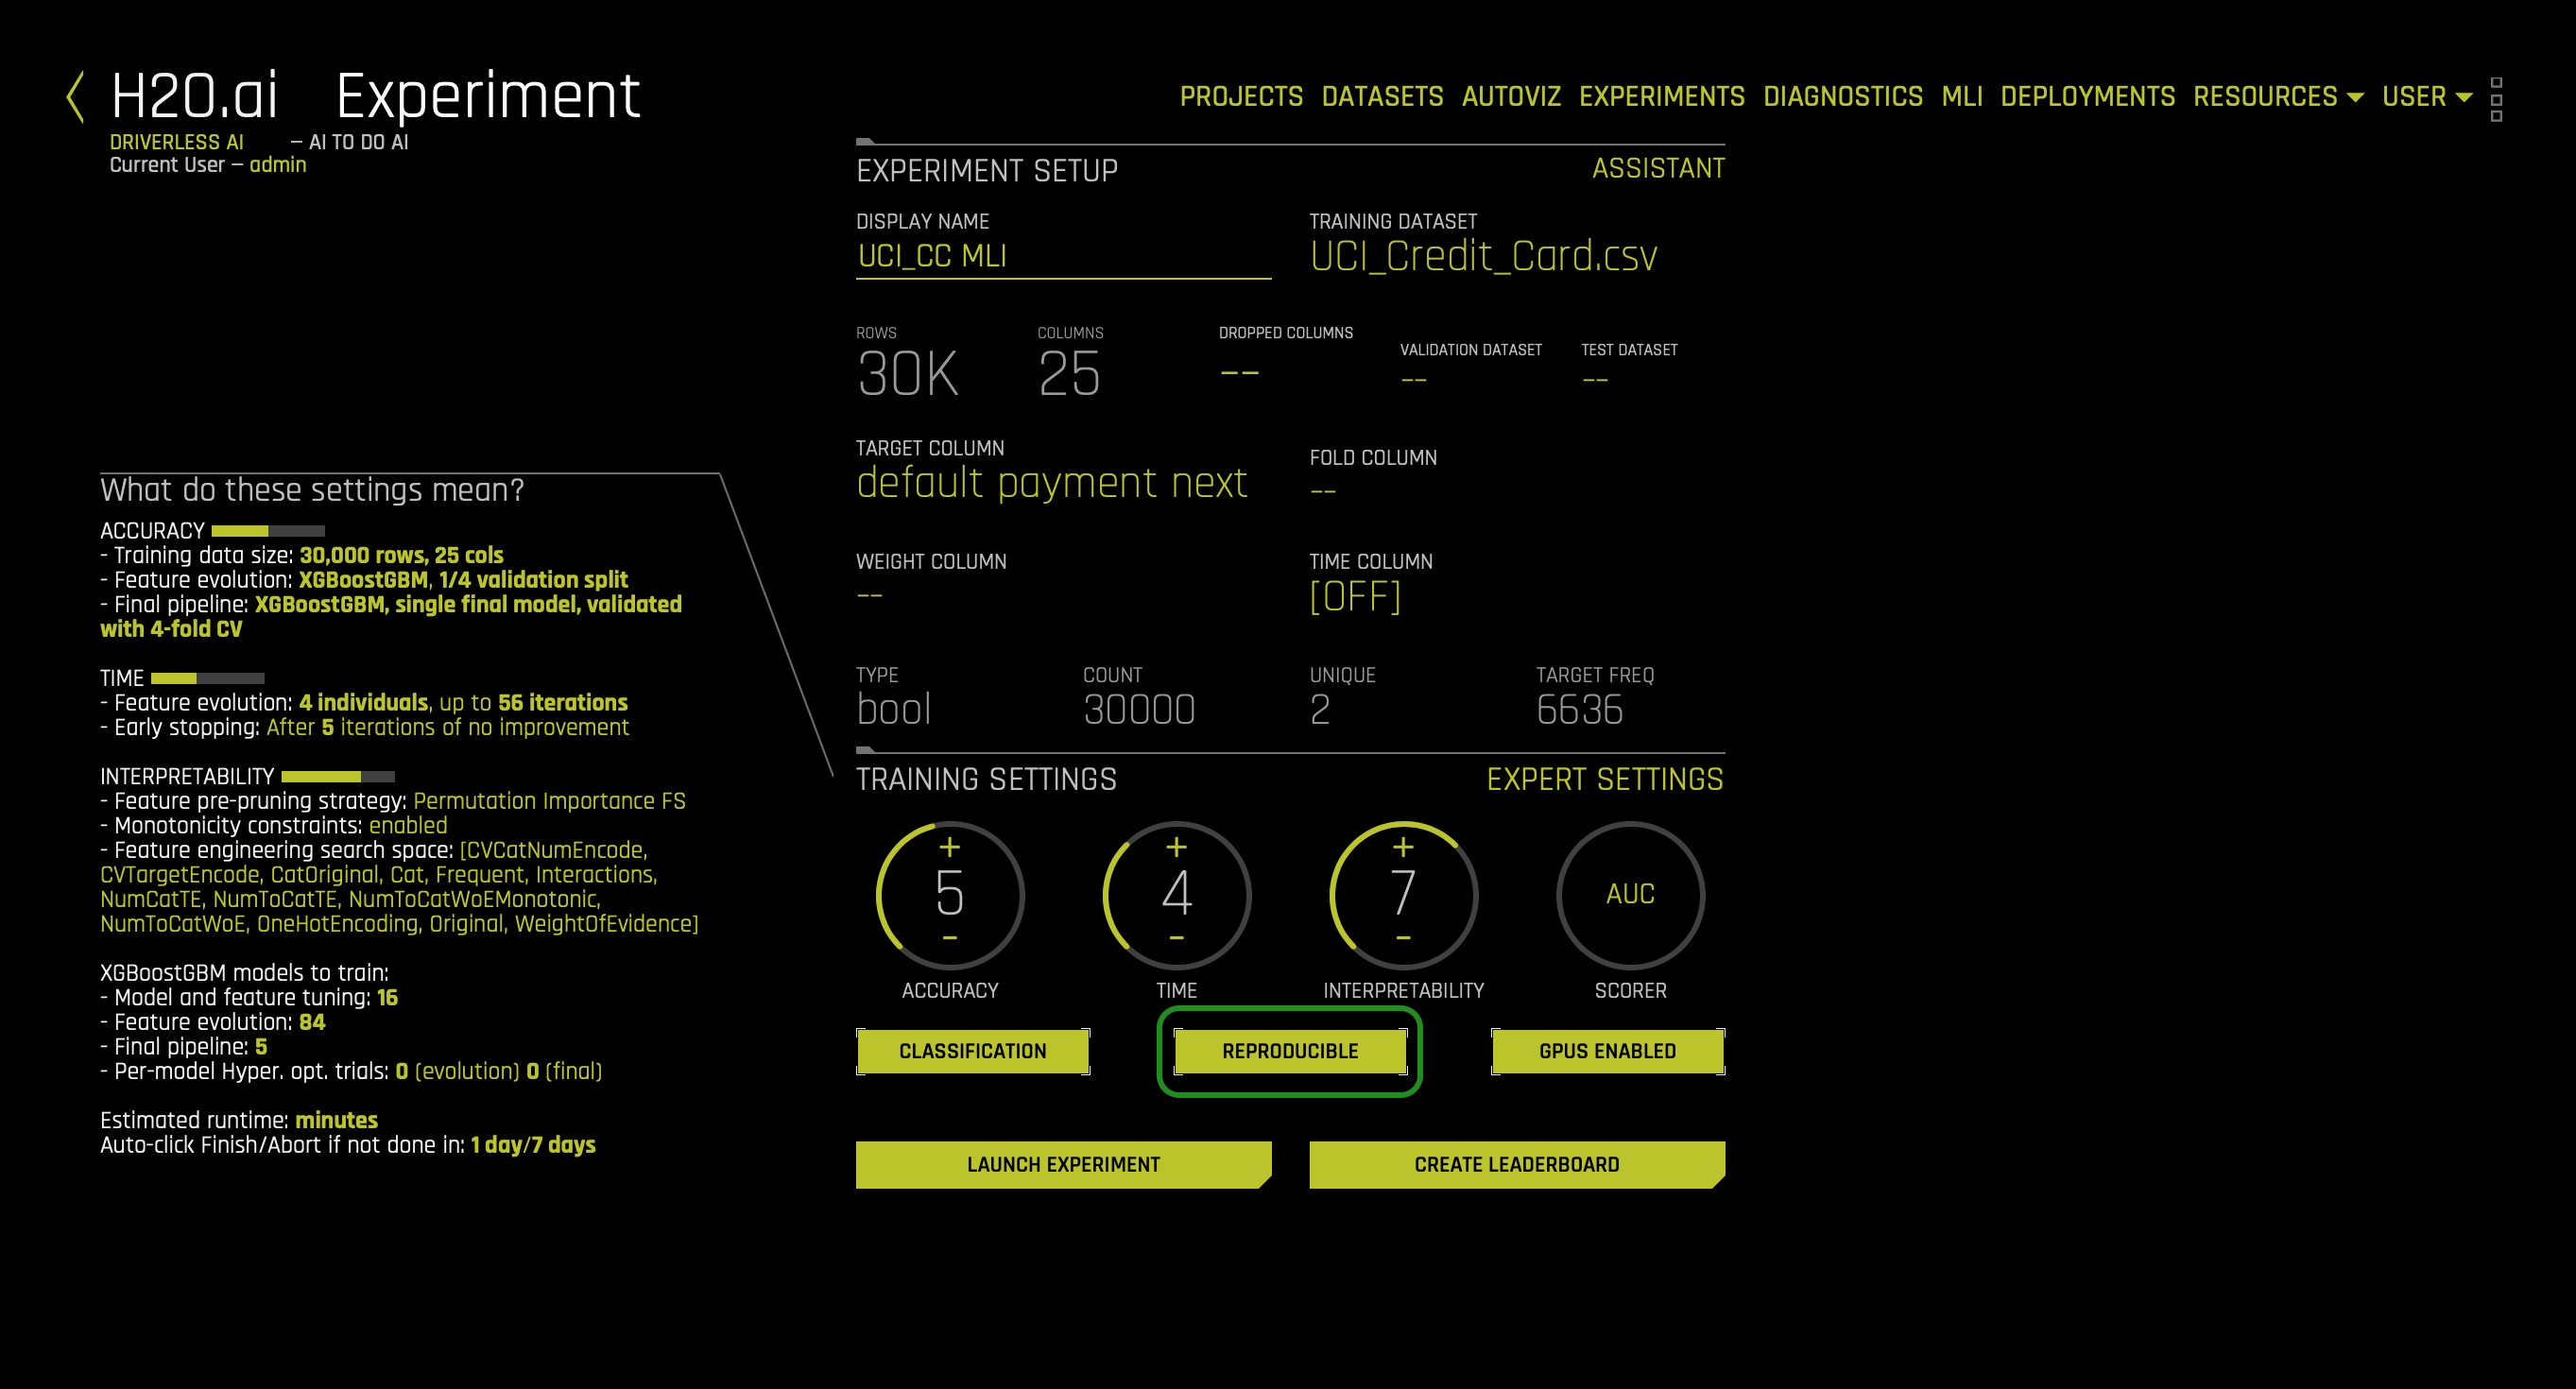 H2O.ai Experiment
DRIVERLESS AI – AI TO DO AI
Current User – admin
PROJECTS DATASETS AUTOVIZ EXPERIMENTS DIAGNOSTICS MLI DEPLOYMENTS RESOURCES USER
What do these settings mean?
ACCURACY
- Training data size: 30,000 rows, 25 cols
- Feature evolution: XGBoostGBM, 1/4 validation split
- Final pipeline: XGBoostGBM, single final model, validated
with 4-fold CV
TIME
- Feature evolution: 4 individuals, up to 56 iterations
- Early stopping: After 5 iterations of no improvement
INTERPRETABILITY
- Feature pre-pruning strategy: Permutation Importance FS
- Monotonicity constraints: enabled
- Feature engineering search space: [CVCatNumEncode,
CVTargetEncode, CatOriginal, Cat, Frequent, Interactions,
NumCatTE, NumToCatTE, NumToCatWoEMonotonic,
NumToCatWoE, OneHotEncoding, Original, WeightOfEvidence]
XGBoostGBM models to train:
- Model and feature tuning: 16
- Feature evolution: 84
- Final pipeline: 5
- Per-model Hyper. opt. trials: 0 (evolution) 0 (final)
Estimated runtime: minutes
Auto-click Finish/Abort if not done in: 1 day/7 days
EXPERIMENT SETUP ASSISTANT
DISPLAY NAME TRAINING DATASET
UCI_CC MLI UCI_Credit_Card.csv
ROWS COLUMNS DROPPED COLUMNS VALIDATION DATASET TEST DATASET
30K 25 -- -- --
TARGET COLUMN FOLD COLUMN
default payment next --
WEIGHT COLUMN TIME COLUMN
-- [OFF]
TYPE COUNT UNIQUE TARGET FREQ
bool 30000 2 6636
TRAINING SETTINGS EXPERT SETTINGS
+ + +
5 4 7 AUC
- - -
ACCURACY TIME INTERPRETABILITY SCORER
CLASSIFICATION REPRODUCIBLE GPUS ENABLED
LAUNCH EXPERIMENT CREATE LEADERBOARD